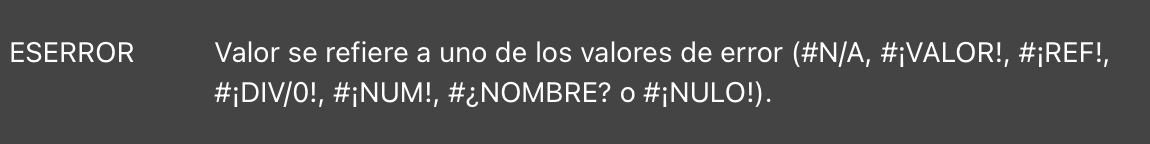 ESERROR Valor se refiere a uno de los valores de error (#N/A, #¡VALOR!, #¡REF!,
#¡DIV/0!, #¡NUM!, #¿NOMBRE? o #¡NULO!).